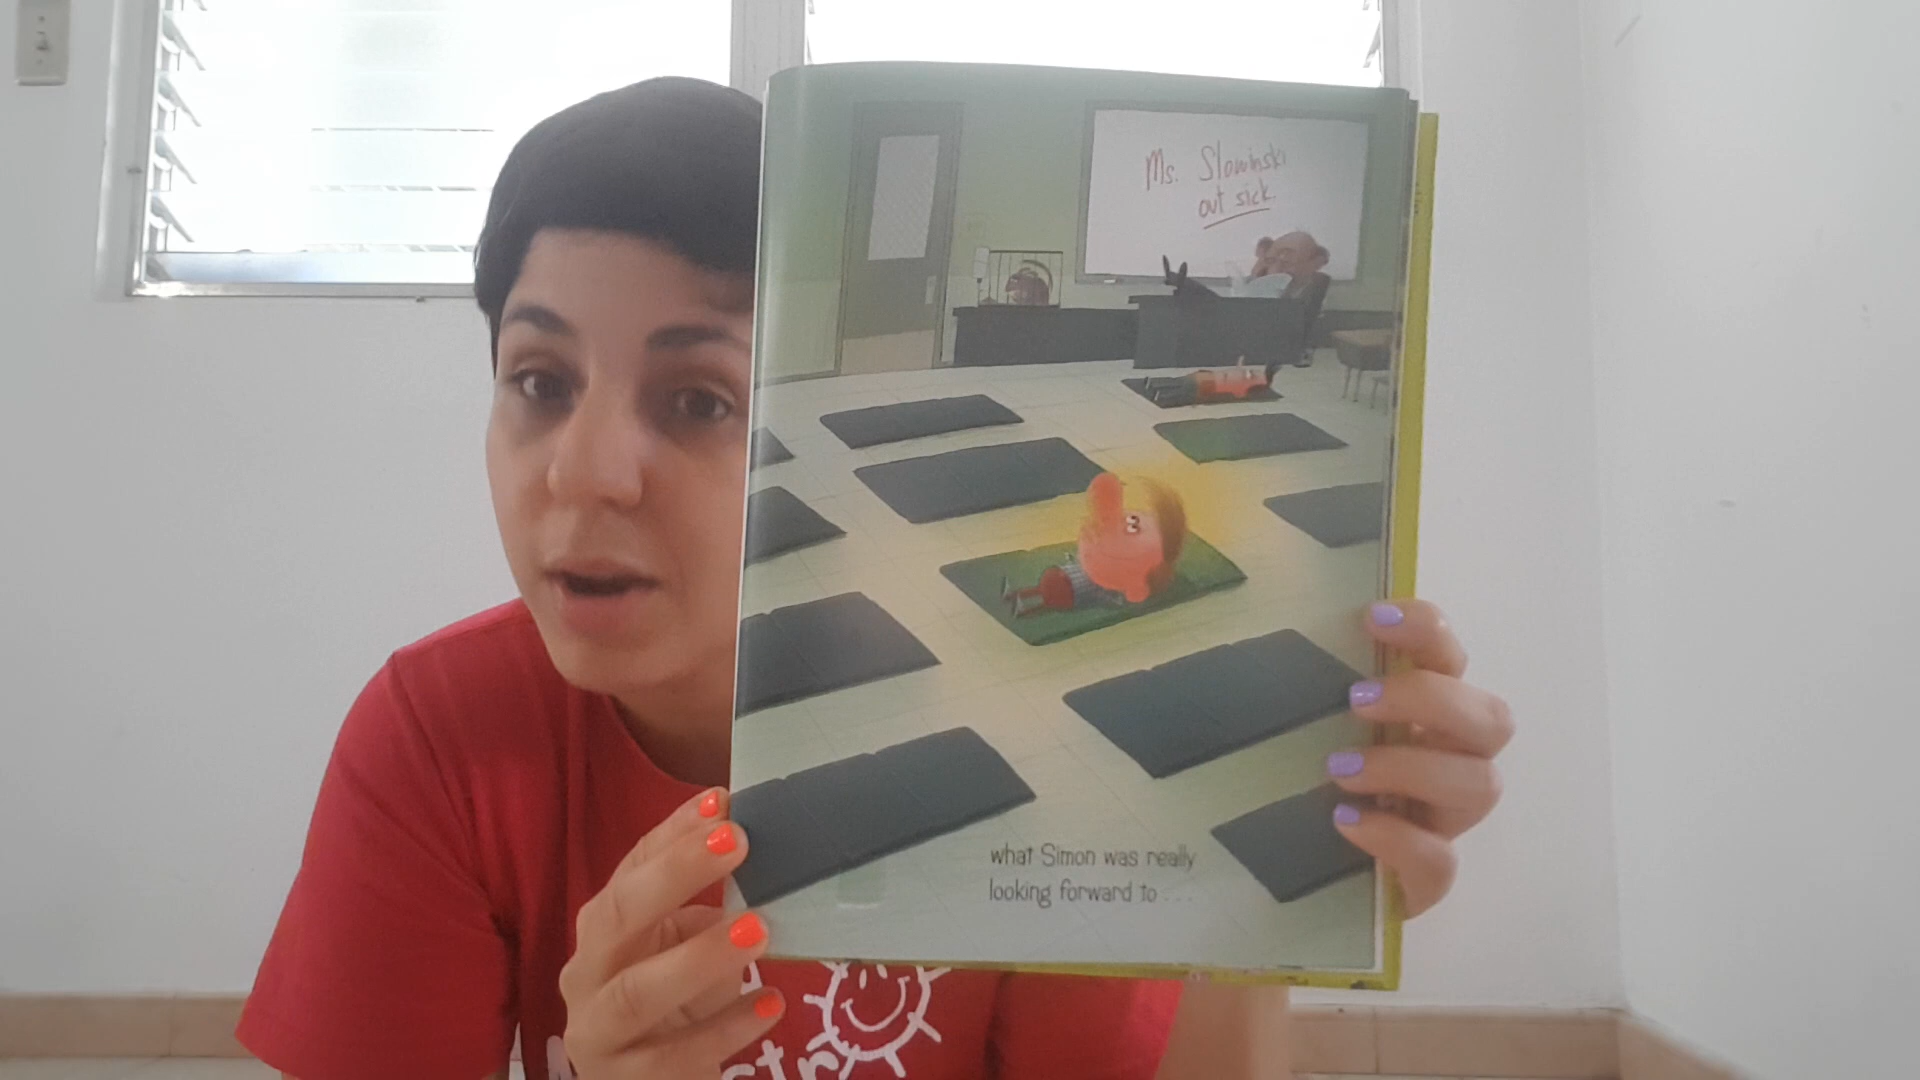 Ms. Slowinski
out sick.
what Simon was really
looking forward to . . .